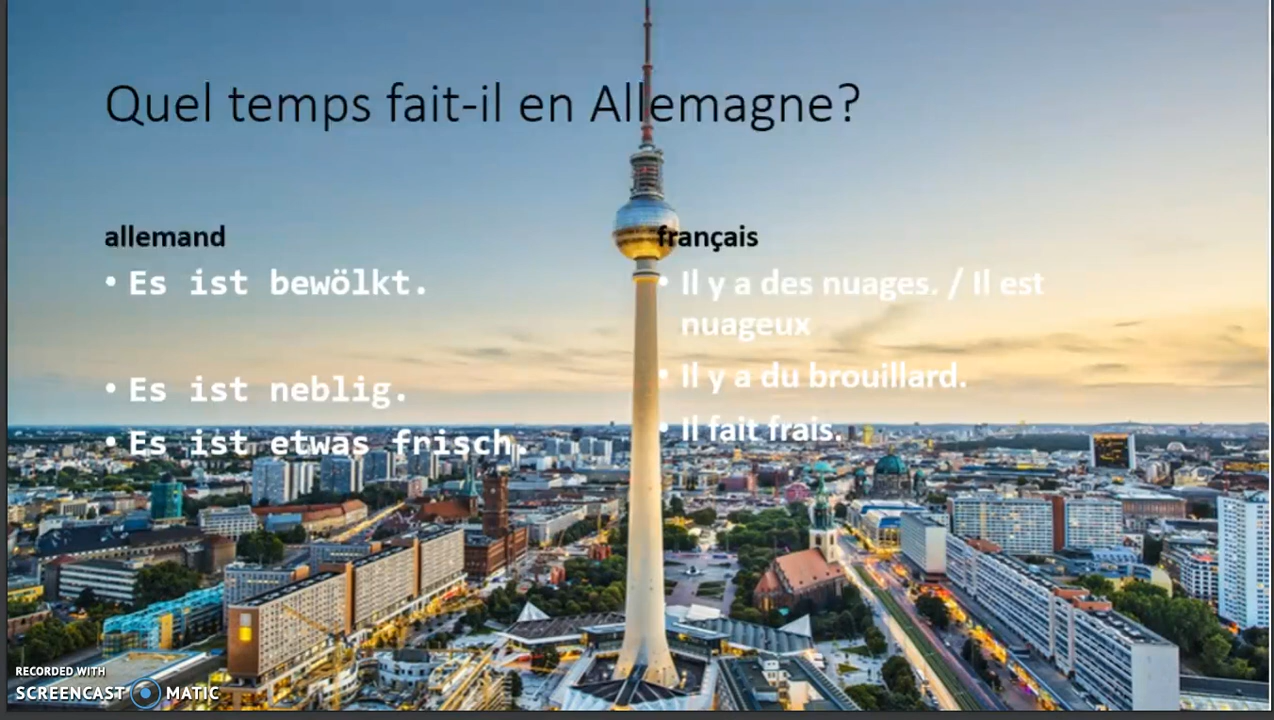 Quel temps fait-il en Allemagne?
allemand
• Es ist bewölkt.
• Es ist neblig.
• Es ist etwas frisch.
français
• Il y a des nuages. / Il est
nuageux
• Il y a du brouillard.
• Il fait frais.
RECORDED WITH
SCREENCAST MATIC